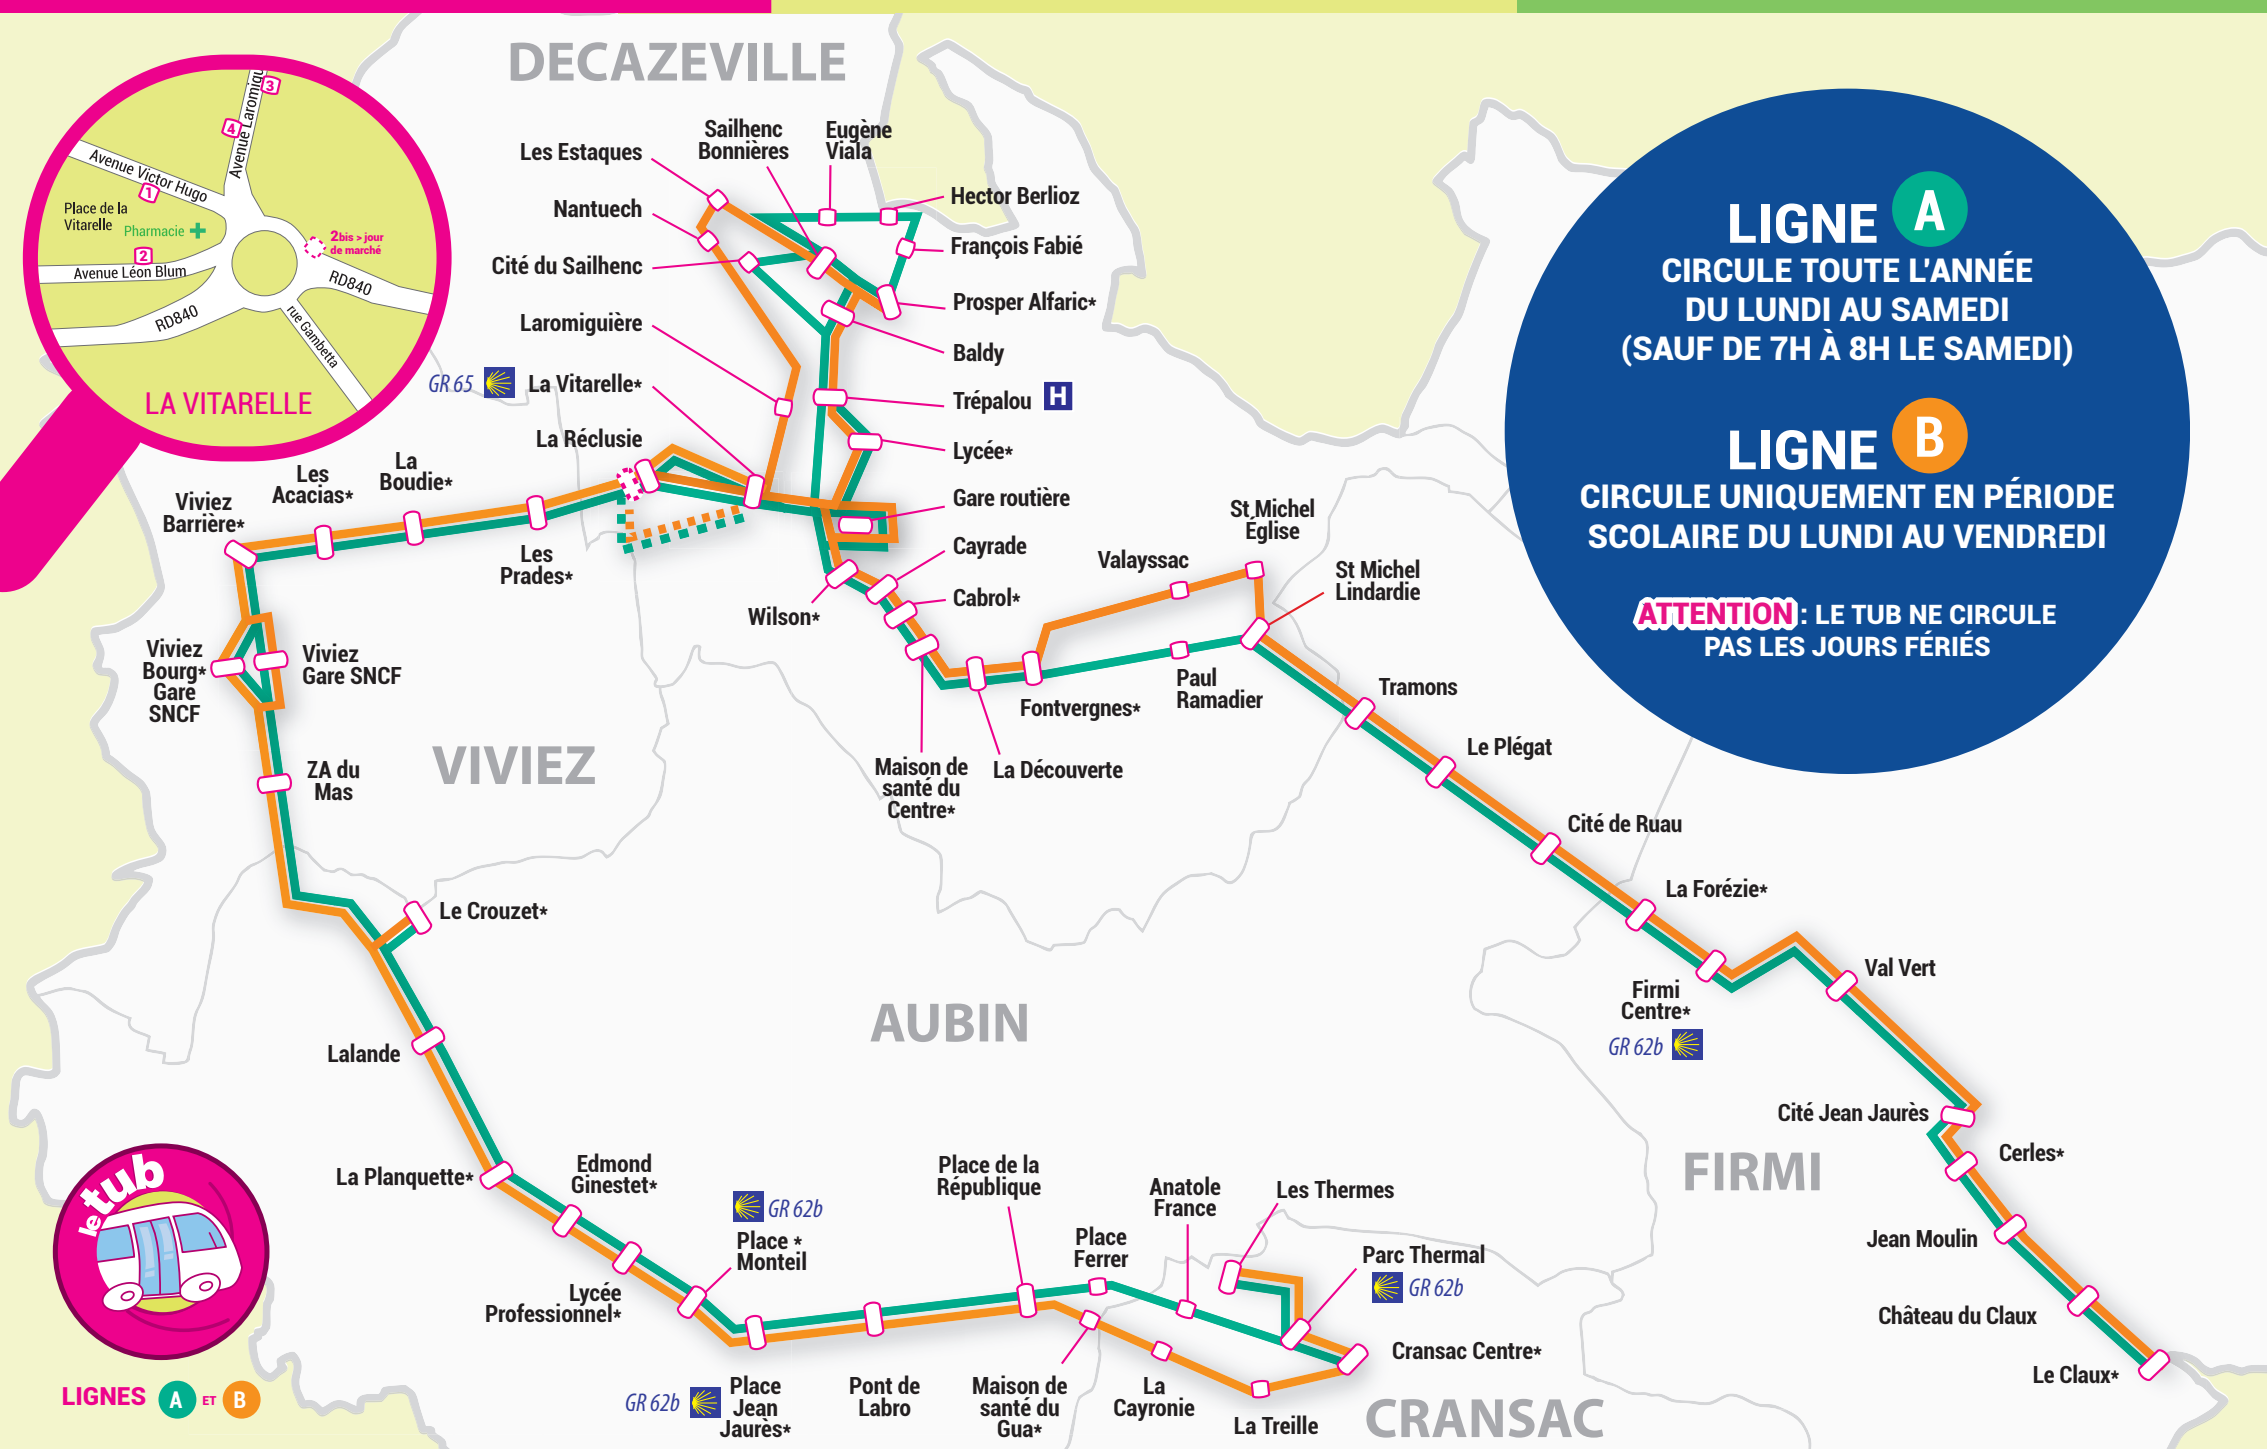 DECAZEVILLE
3
4
Avenue Victor Hugo
1
Place de la
Vitarelle
Pharmacie
2
Avenue Léon Blum
2bis > jour
de marché
RD840
RD840
rue Gambetta
LA VITARELLE
Sailhenc
Bonnières
Eugène
Viala
Les Estaques
Nantuech
Hector Berlioz
François Fabié
Cité du Sailhenc
Prosper Alfaric*
Laromiguière
Baldy
GR 65
La Vitarelle*
Trépalou H
La Réclusie
Lycée*
Gare routière
Cayrade
Cabrol*
Wilson*
Viviez
Barrière*
Les
Acacias*
La
Boudie*
Les
Prades*
Viviez
Bourg*
Gare
SNCF
Viviez
Gare SNCF
ZA du
Mas
VIVIEZ
Valayssac
St Michel
Eglise
St Michel
Lindardie
Fontvergnes*
Paul
Ramadier
Maison de
santé du
Centre*
La Découverte
Tramons
Le Plégat
Cité de Ruau
La Forézie*
Firmi
Centre*
GR 62b
Val Vert
Cité Jean Jaurès
Cerles*
FIRMI
Jean Moulin
Château du Claux
Le Claux*
LIGNE A
CIRCULE TOUTE L'ANNÉE
DU LUNDI AU SAMEDI
(SAUF DE 7H À 8H LE SAMEDI)
LIGNE B
CIRCULE UNIQUEMENT EN PÉRIODE
SCOLAIRE DU LUNDI AU VENDREDI
ATTENTION : LE TUB NE CIRCULE
PAS LES JOURS FÉRIÉS
Le Crouzet*
Lalande
AUBIN
La Planquette*
Edmond
Ginestet*
Lycée
Professionnel*
GR 62b
Place *
Monteil
Place de la
République
Place
Ferrer
Anatole
France
Les Thermes
Parc Thermal
GR 62b
Cransac Centre*
GR 62b
Place
Jean
Jaurès*
Pont de
Labro
Maison de
santé du
Gua*
La
Cayronie
La Treille
CRANSAC
le tub
LIGNES A ET B